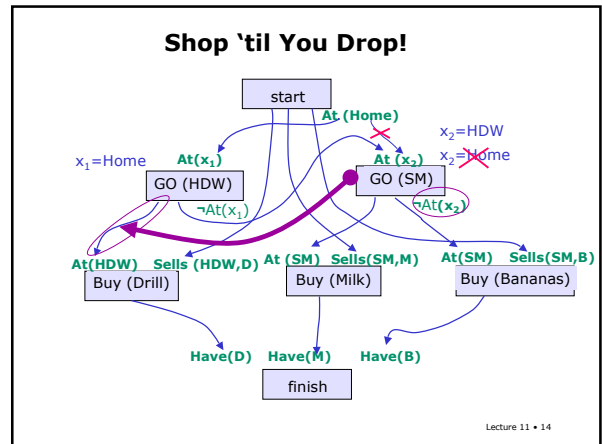 Shop ‘til You Drop!
start
At (Home)
x₂=HDW
x₁=Home At(x₁) At (x₂) x₂=Home
GO (HDW) GO (SM)
¬At(x₁) ¬At(x₂)
At(HDW) Sells (HDW,D) At (SM) Sells(SM,M) At(SM) Sells(SM,B)
Buy (Drill) Buy (Milk) Buy (Bananas)
Have(D) Have(M) Have(B)
finish
Lecture 11 • 14